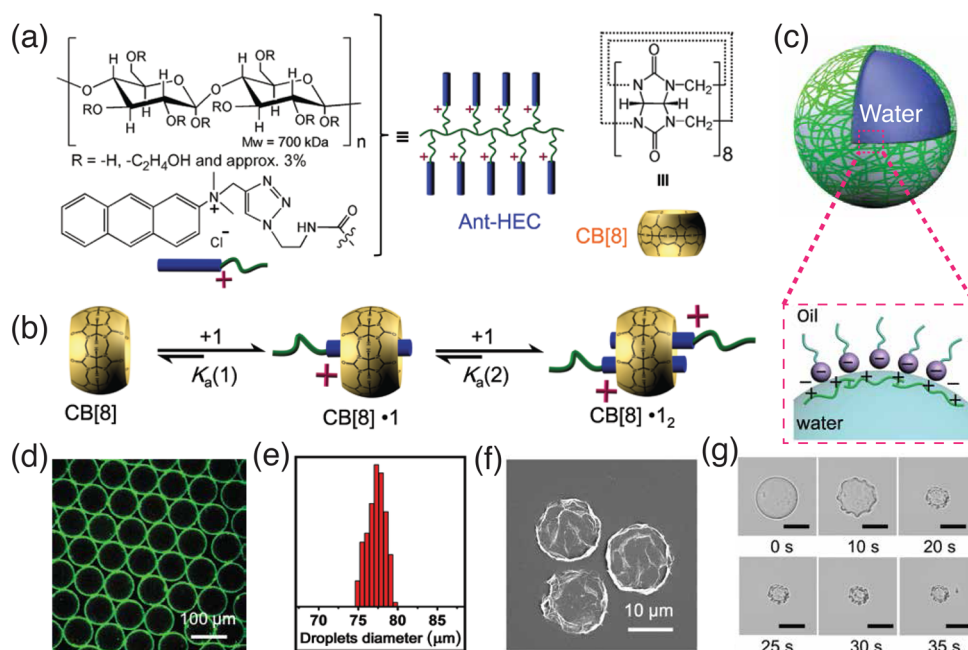 (a)
OR
H
R
O
H
OR
H
O
H
RO
H
OR
H
O
H
R
O
H
OR
H
O
H
RO
H
OR
H
O
n
Mw = 700 kDa
R = -H, -C₂H₄OH and approx. 3%
N
+
Cl⁻
N=N
N
HN
O
+
≡
+ + + +
+ + + + +
Ant-HEC
O
N N CH₂
H H
N N CH₂
O
8
≡
CB[8]
(b)
+1
Kₐ(1)
+
+1
Kₐ(2)
+
+
CB[8]
CB[8] •1
CB[8] •1₂
(c)
Water
Oil
− − − − −
− + + + + + + −
water
(d)
100 µm
(e)
70 75 80 85
Droplets diameter (µm)
(f)
10 µm
(g)
0 s 10 s 20 s
25 s 30 s 35 s